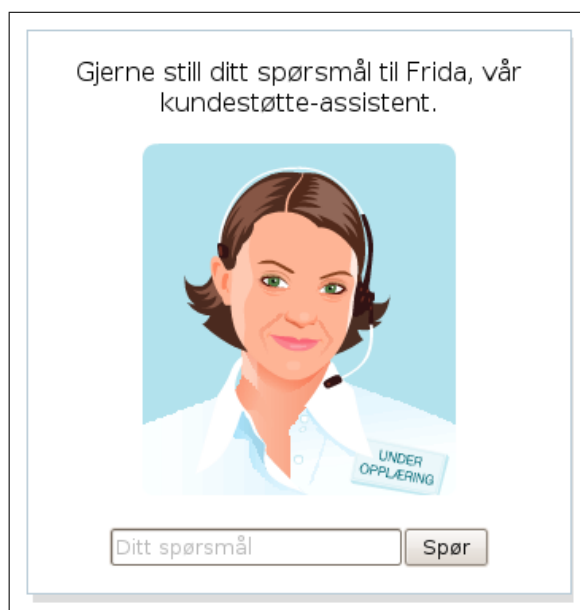 Gjerne still ditt spørsmål til Frida, vår
kundestøtte-assistent.
UNDER
OPPLÆRING
Ditt spørsmål
Spør